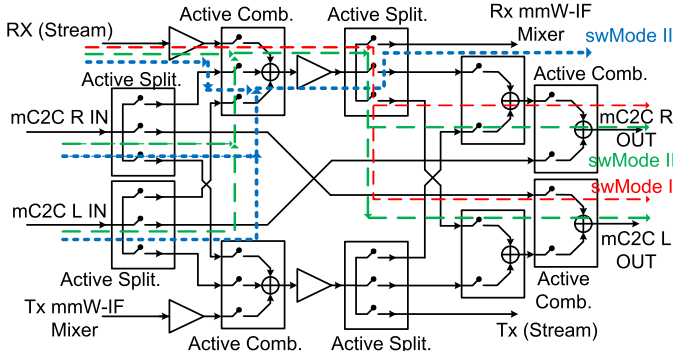 Active Comb.
Active Split.
Rx mmW-IF
Mixer
RX (Stream)
swMode II
Active Split.
Active Comb.
mC2C R IN
mC2C R
OUT
swMode II
swMode I
mC2C L IN
mC2C L
OUT
Active Split.
Active
Comb.
Tx mmW-IF
Mixer
Tx (Stream)
Active Comb.
Active Split.